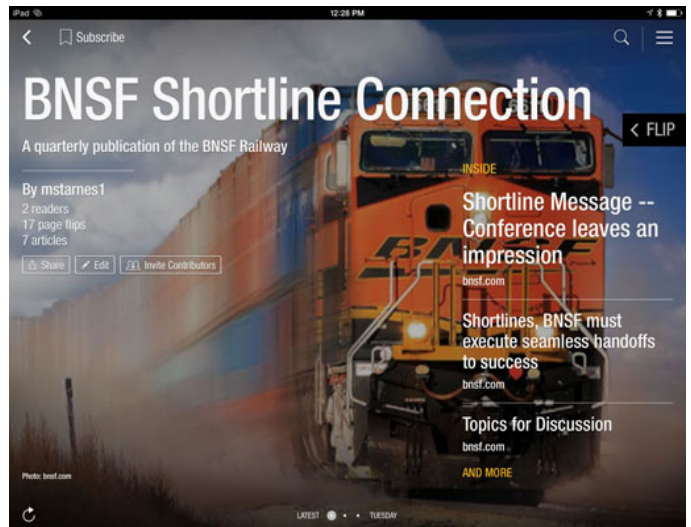 iPad
12:28 PM
Subscribe
BNSF Shortline Connection
A quarterly publication of the BNSF Railway
FLIP
By mstarnes1
2 readers
17 page flips
7 articles
Share
Edit
Invite Contributors
INSIDE
Shortline Message --
Conference leaves an
impression
bnsf.com
Shortlines, BNSF must
execute seamless handoffs
to success
bnsf.com
Topics for Discussion
bnsf.com
AND MORE
BNSF
Photo: bnsf.com
LATEST
TUESDAY